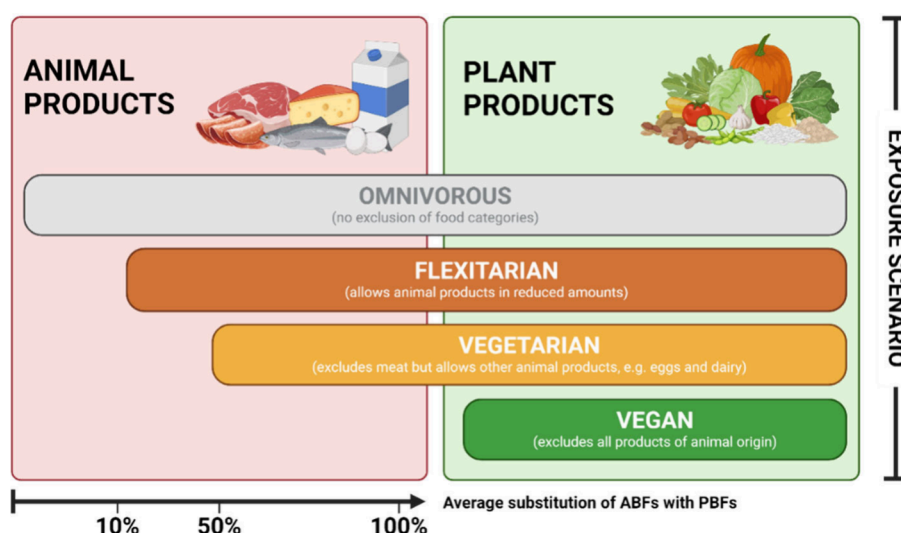 ANIMAL
PRODUCTS
PLANT
PRODUCTS
OMNIVOROUS
(no exclusion of food categories)
FLEXITARIAN
(allows animal products in reduced amounts)
VEGETARIAN
(excludes meat but allows other animal products, e.g. eggs and dairy)
VEGAN
(excludes all products of animal origin)
EXPOSURE SCENARIO
Average substitution of ABFs with PBFs
10%
50%
100%